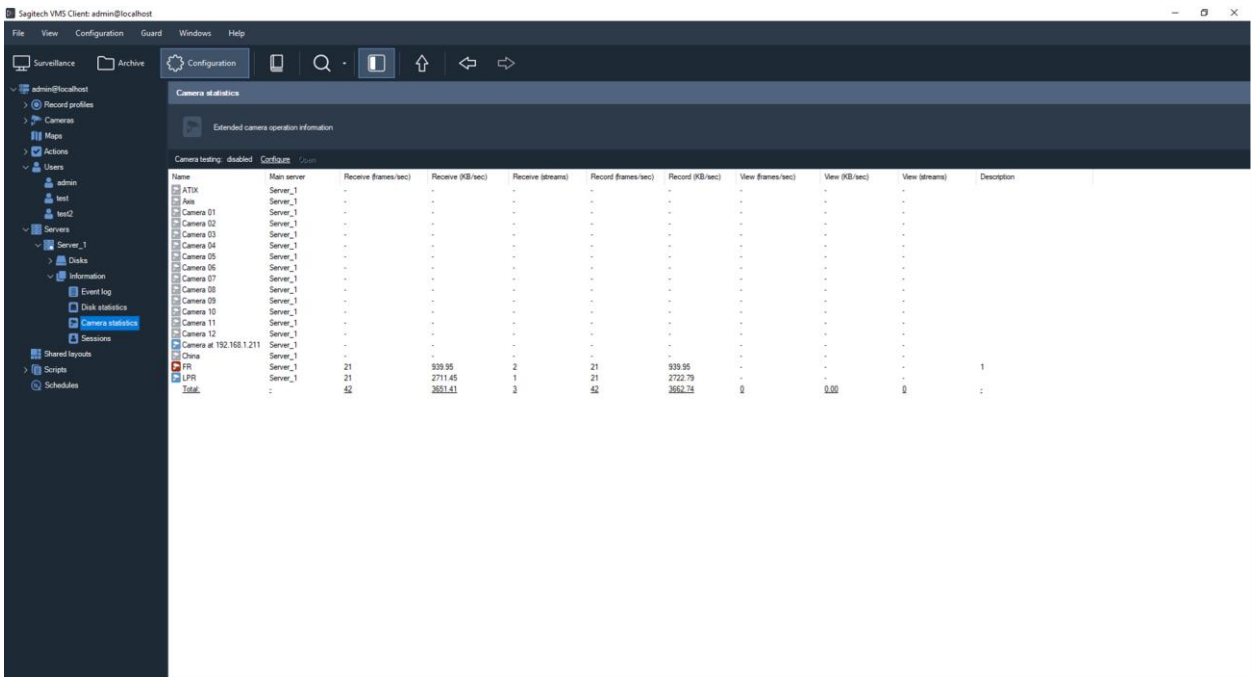 Sagitech VMS Client: admin@localhost
File View Configuration Guard Windows Help
Surveillance Archive Configuration
admin@localhost
Record profiles
Cameras
Maps
Actions
Users
admin
test
test2
Servers
Server_1
Disks
Information
Event log
Disk statistics
Camera statistics
Sessions
Shared layouts
Scripts
Schedules
Camera statistics
Extended camera operation information
Camera testing: disabled Configure Open
Name Main server Receive (frames/sec) Receive (KB/sec) Receive (streams) Record (frames/sec) Record (KB/sec) View (frames/sec) View (KB/sec) View (streams) Description
ATIX Server_1 - - - - - - - -
Axis Server_1 - - - - - - - -
Camera 01 Server_1 - - - - - - - -
Camera 02 Server_1 - - - - - - - -
Camera 03 Server_1 - - - - - - - -
Camera 04 Server_1 - - - - - - - -
Camera 05 Server_1 - - - - - - - -
Camera 06 Server_1 - - - - - - - -
Camera 07 Server_1 - - - - - - - -
Camera 08 Server_1 - - - - - - - -
Camera 09 Server_1 - - - - - - - -
Camera 10 Server_1 - - - - - - - -
Camera 11 Server_1 - - - - - - - -
Camera 12 Server_1 - - - - - - - -
Camera at 192.168.1.211 Server_1 - - - - - - - -
China Server_1 - - - - - - - -
FR Server_1 21 939.95 2 21 939.95 - - - 1
LPR Server_1 21 2711.45 1 21 2722.79 - - -
Total: - 42 3651.41 3 42 3662.74 0 0.00 0 -